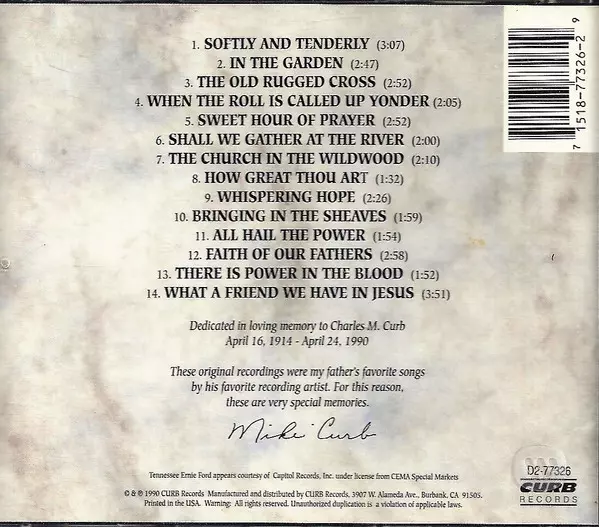 1. SOFTLY AND TENDERLY (3:07)
2. IN THE GARDEN (2:47)
3. THE OLD RUGGED CROSS (2:52)
4. WHEN THE ROLL IS CALLED UP YONDER (2:05)
5. SWEET HOUR OF PRAYER (2:52)
6. SHALL WE GATHER AT THE RIVER (2:00)
7. THE CHURCH IN THE WILDWOOD (2:10)
8. HOW GREAT THOU ART (1:32)
9. WHISPERING HOPE (2:26)
10. BRINGING IN THE SHEAVES (1:59)
11. ALL HAIL THE POWER (1:54)
12. FAITH OF OUR FATHERS (2:58)
13. THERE IS POWER IN THE BLOOD (1:52)
14. WHAT A FRIEND WE HAVE IN JESUS (3:51)
7 1518-77326-2 9
Dedicated in loving memory to Charles M. Curb
April 16, 1914 - April 24, 1990
These original recordings were my father's favorite songs
by his favorite recording artist. For this reason,
these are very special memories.
Mike Curb
Tennessee Ernie Ford appears courtesy of Capitol Records, Inc. under license from CEMA Special Markets
© & ℗ 1990 CURB Records Manufactured and distributed by CURB Records, 3907 W. Alameda Ave., Burbank, CA 91505.
Printed in the USA. Warning: All rights reserved. Unauthorized duplication is a violation of applicable laws.
D2-77326
CURB
RECORDS